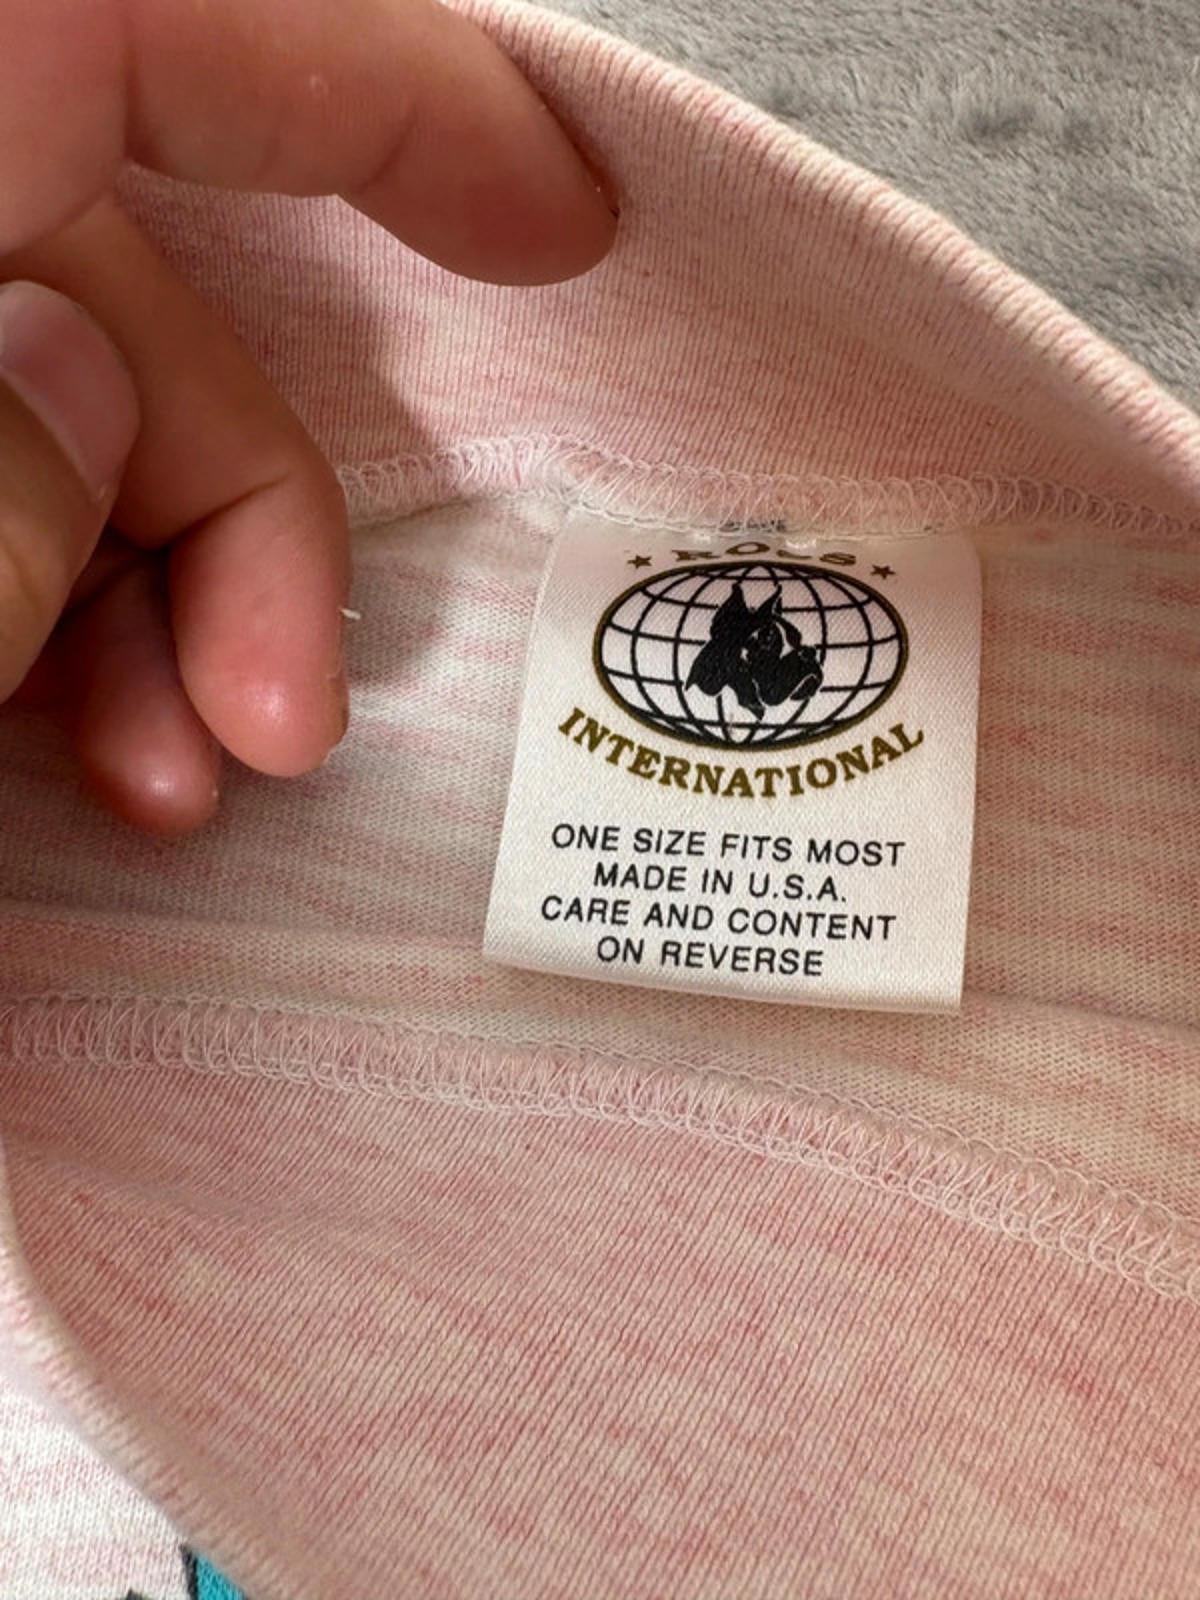 INTERNATIONAL
ONE SIZE FITS MOST
MADE IN U.S.A.
CARE AND CONTENT
ON REVERSE